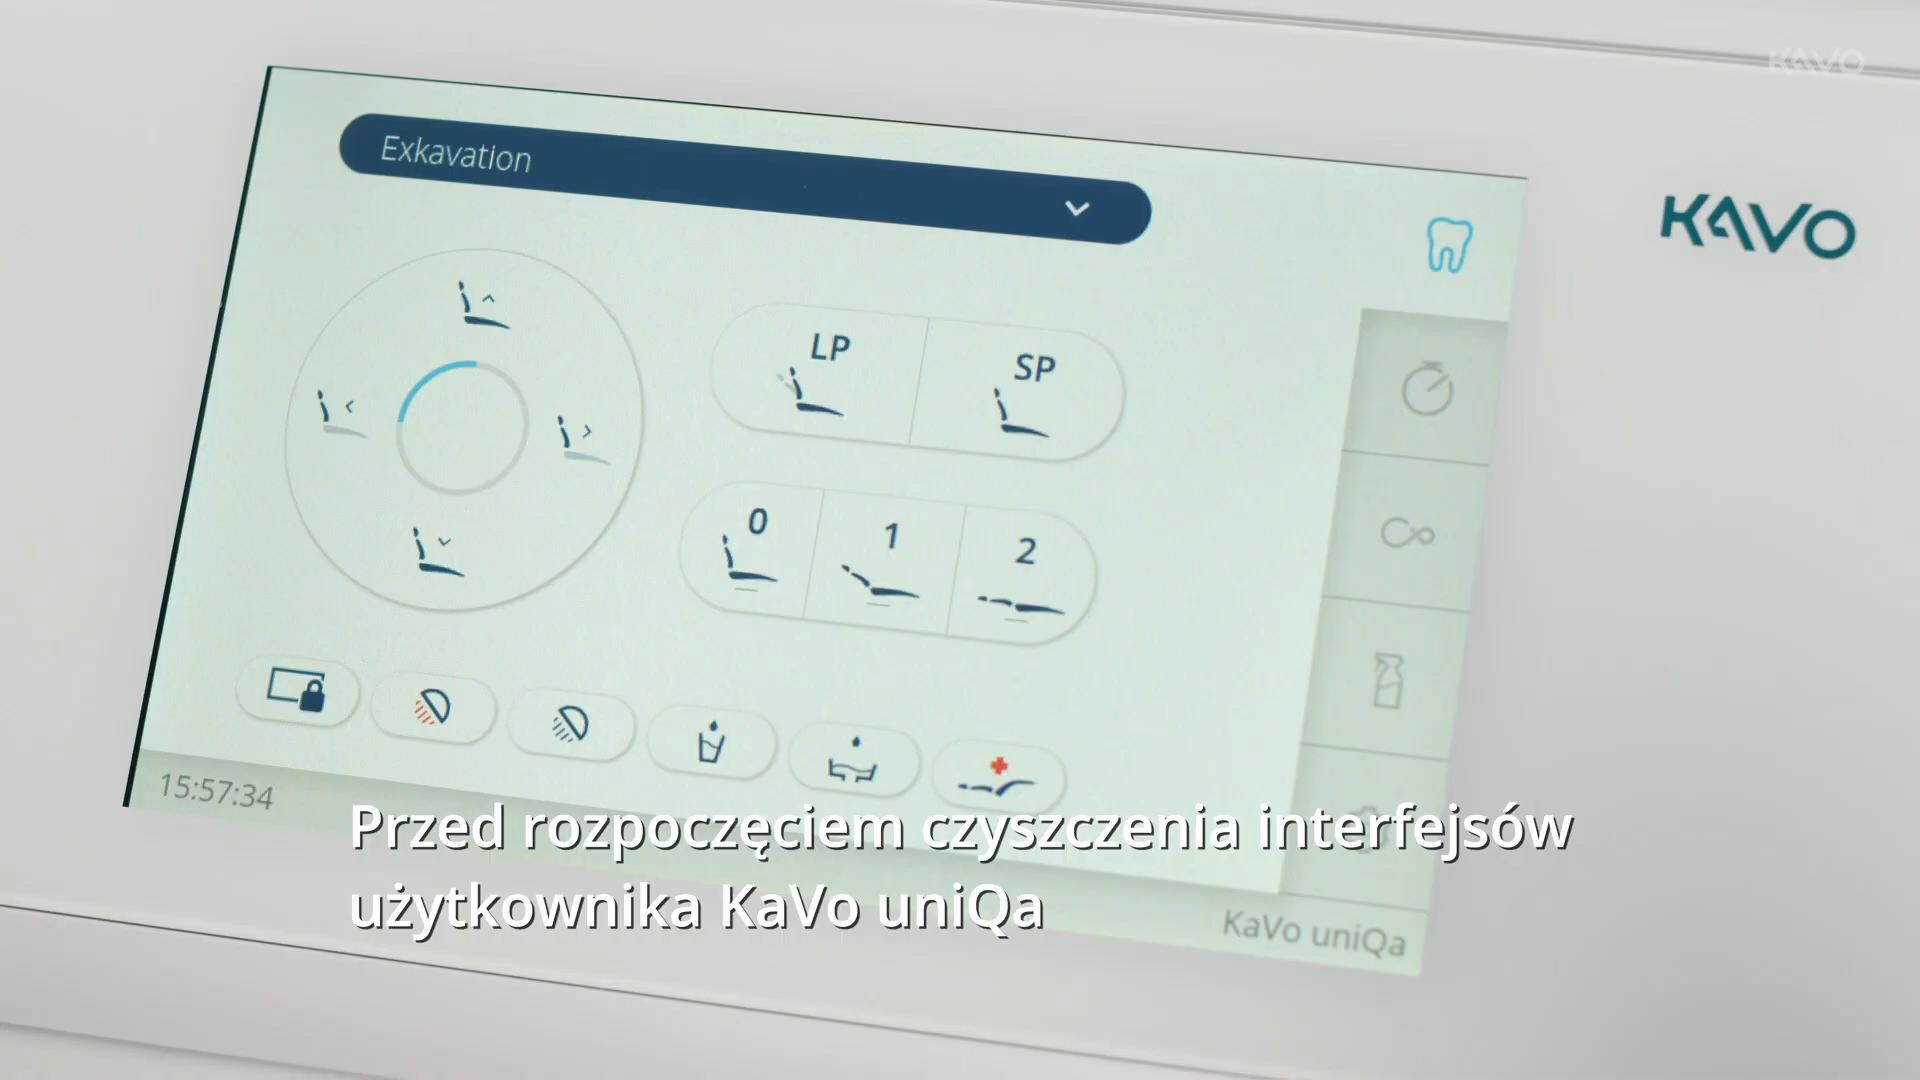 KAVO
Exkavation
KAVO
LP
SP
0
1
2
15:57:34
Przed rozpoczęciem czyszczenia interfejsów
użytkownika KaVo uniQa
KaVo uniQa